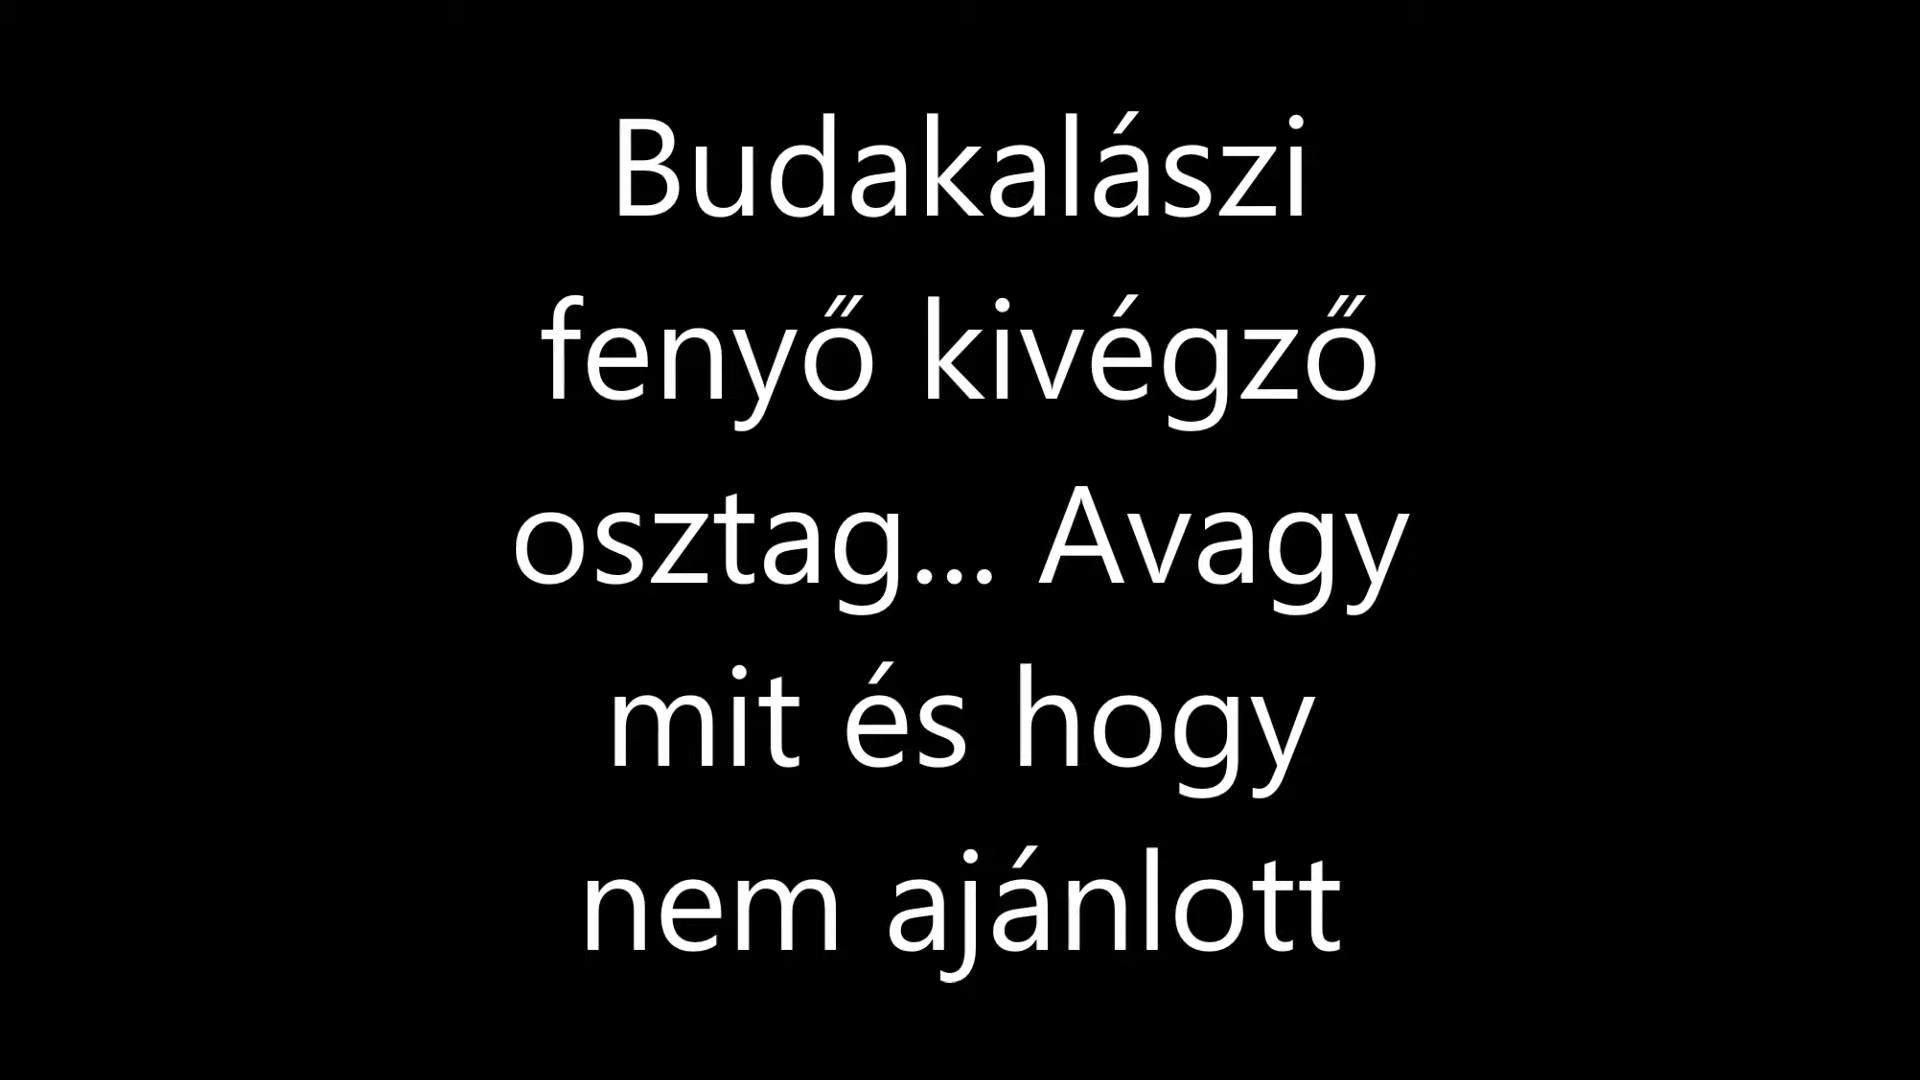 Budakalászi
fenyő kivégző
osztag... Avagy
mit és hogy
nem ajánlott